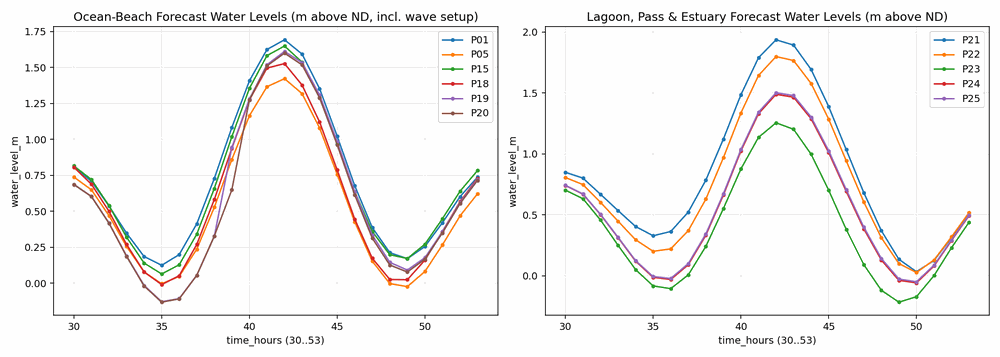 Ocean-Beach Forecast Water Levels (m above ND, incl. wave setup)
water_level_m
1.75
1.50
1.25
1.00
0.75
0.50
0.25
0.00
P01
P05
P15
P18
P19
P20
30
35
40
45
50
time_hours (30..53)
Lagoon, Pass & Estuary Forecast Water Levels (m above ND)
water_level_m
2.0
1.5
1.0
0.5
0.0
P21
P22
P23
P24
P25
30
35
40
45
50
time_hours (30..53)